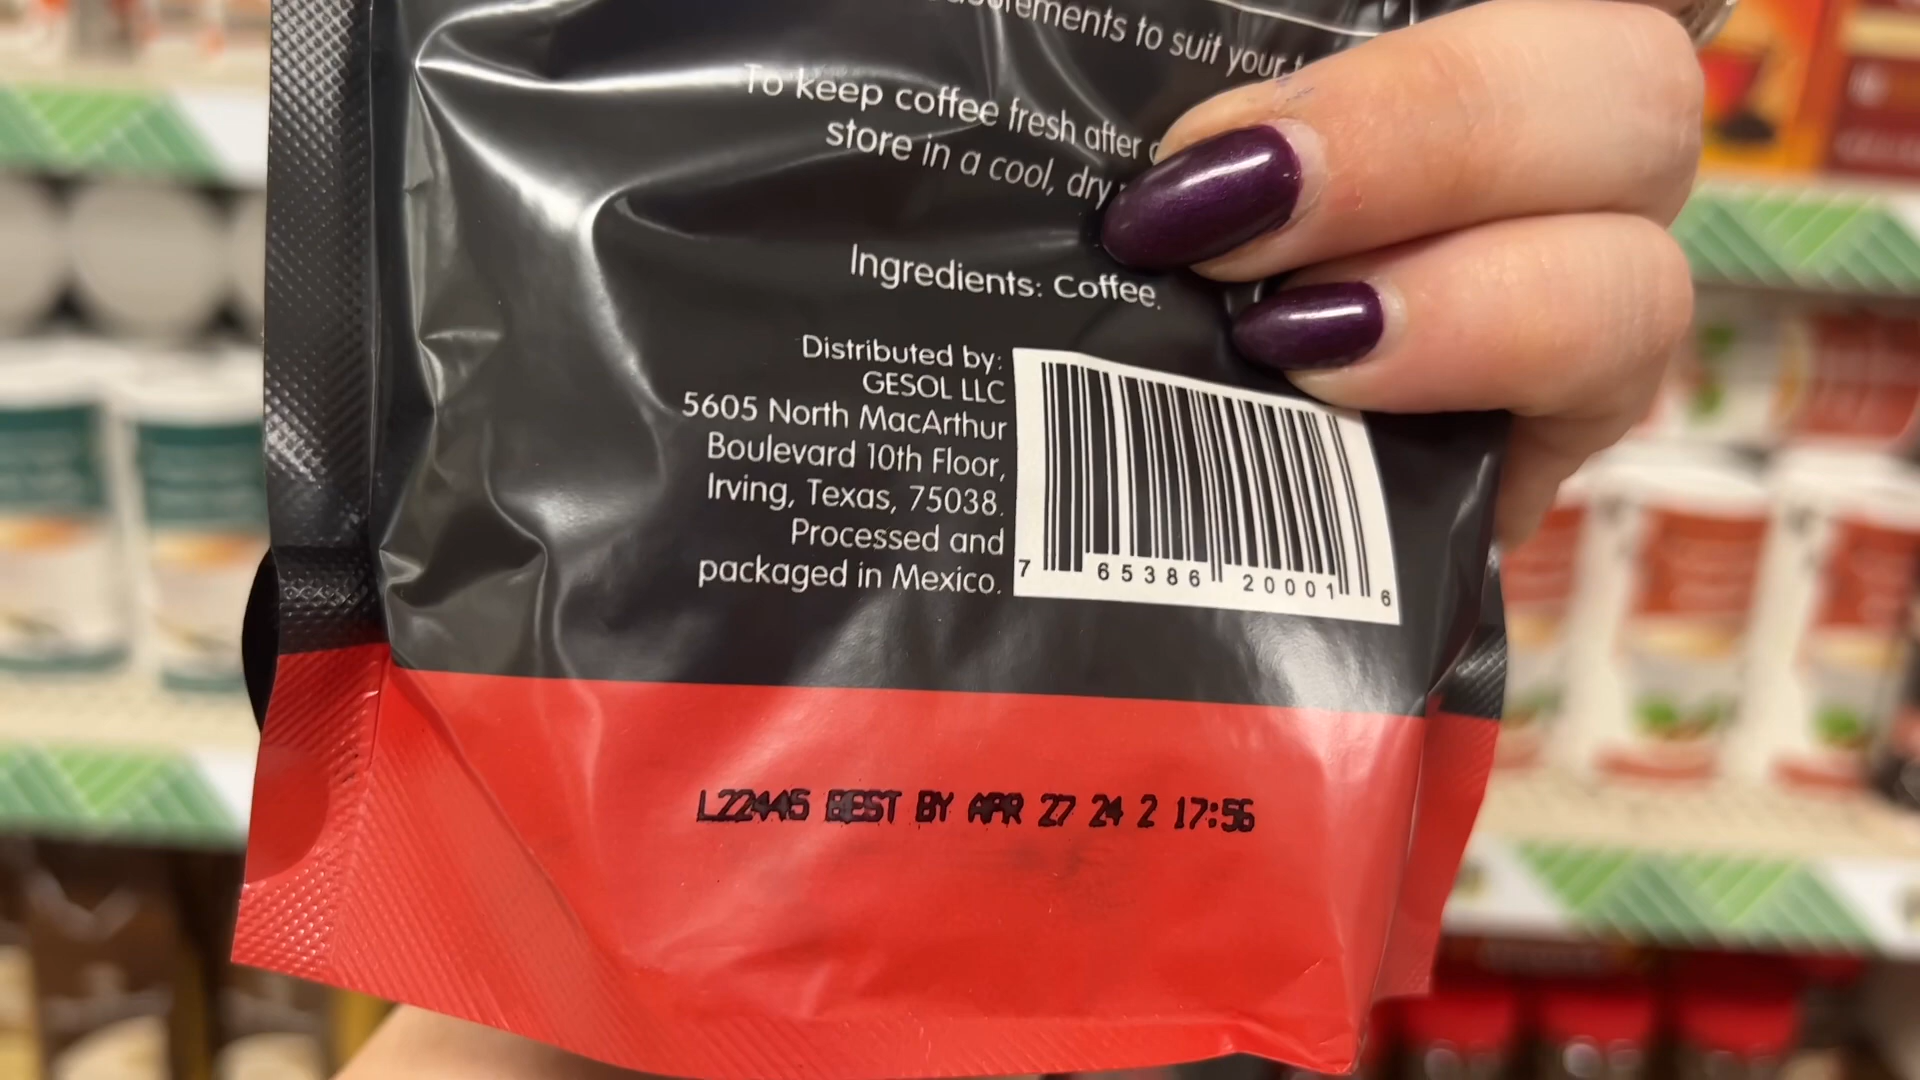 to suit your
To keep coffee fresh after
store in a cool, dry
Ingredients: Coffee.
Distributed by:
GESOL LLC
5605 North MacArthur
Boulevard 10th Floor,
Irving, Texas, 75038.
Processed and
packaged in Mexico.
7 65386 20001 6
L22445 BEST BY APR 27 24 2 17:56